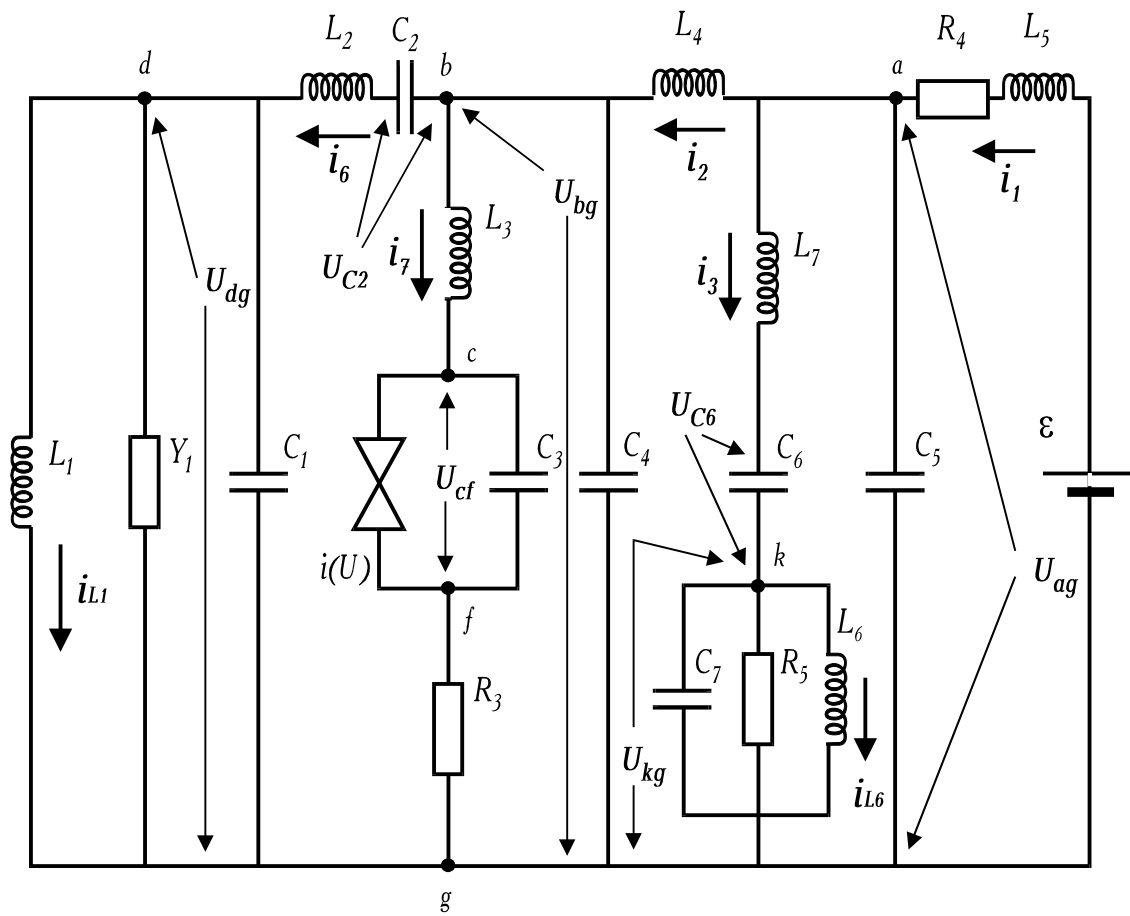 L2 C2 L4 R4 L5
d b a
i6 i2 i1
Ubg
L3 L7
i7 UC2 i3
Udg
c
UC6
L1 Y1 C1 Ucf C3 C4 C6 C5 ε
i(U) k
Uag
iL1
f L6
C7 R5
R3
Ukg iL6
g